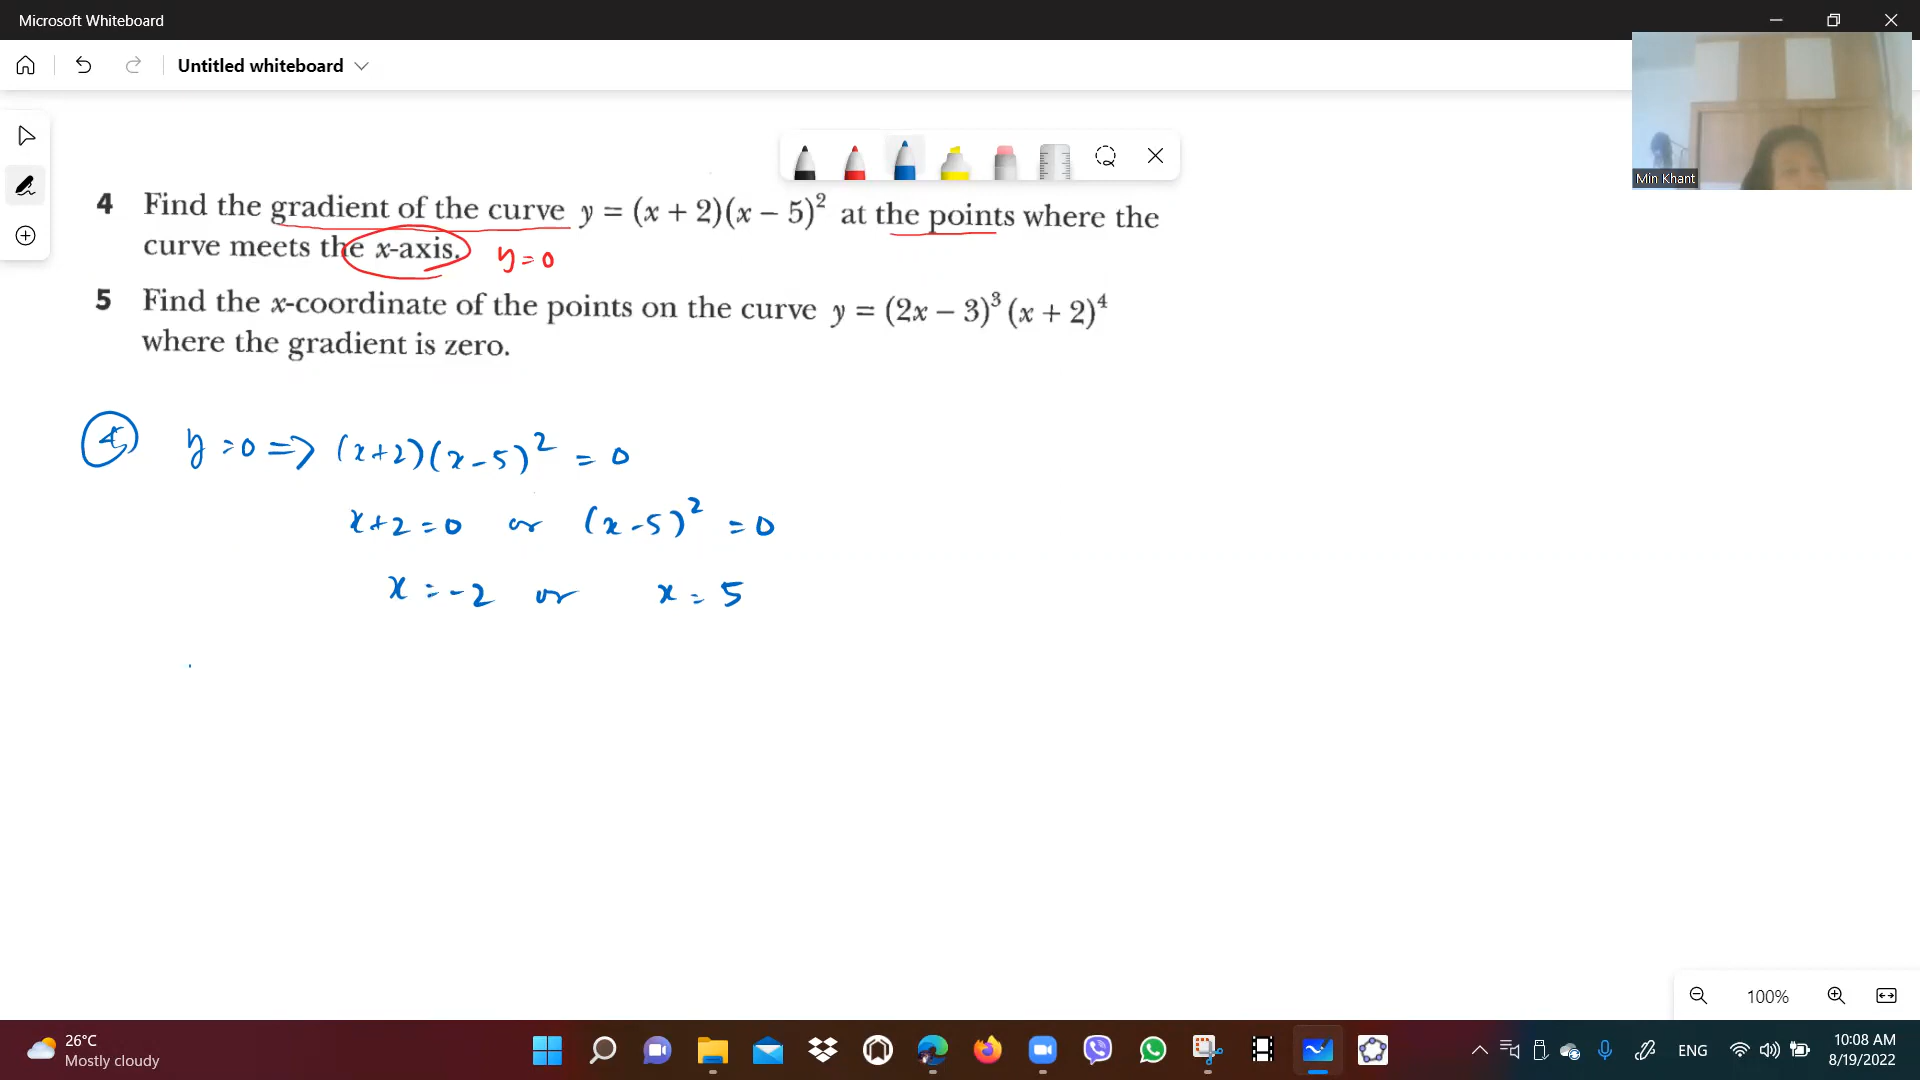 Microsoft Whiteboard
Untitled whiteboard
Min Khant
4 Find the gradient of the curve y = (x + 2)(x − 5)² at the points where the
curve meets the x-axis. y = 0
5 Find the x-coordinate of the points on the curve y = (2x − 3)³ (x + 2)⁴
where the gradient is zero.
④ y = 0 => (x+2)(x-5)² = 0
x+2 = 0 or (x-5)² = 0
x = -2 or x = 5
100%
26°C
Mostly cloudy
ENG
10:08 AM
8/19/2022